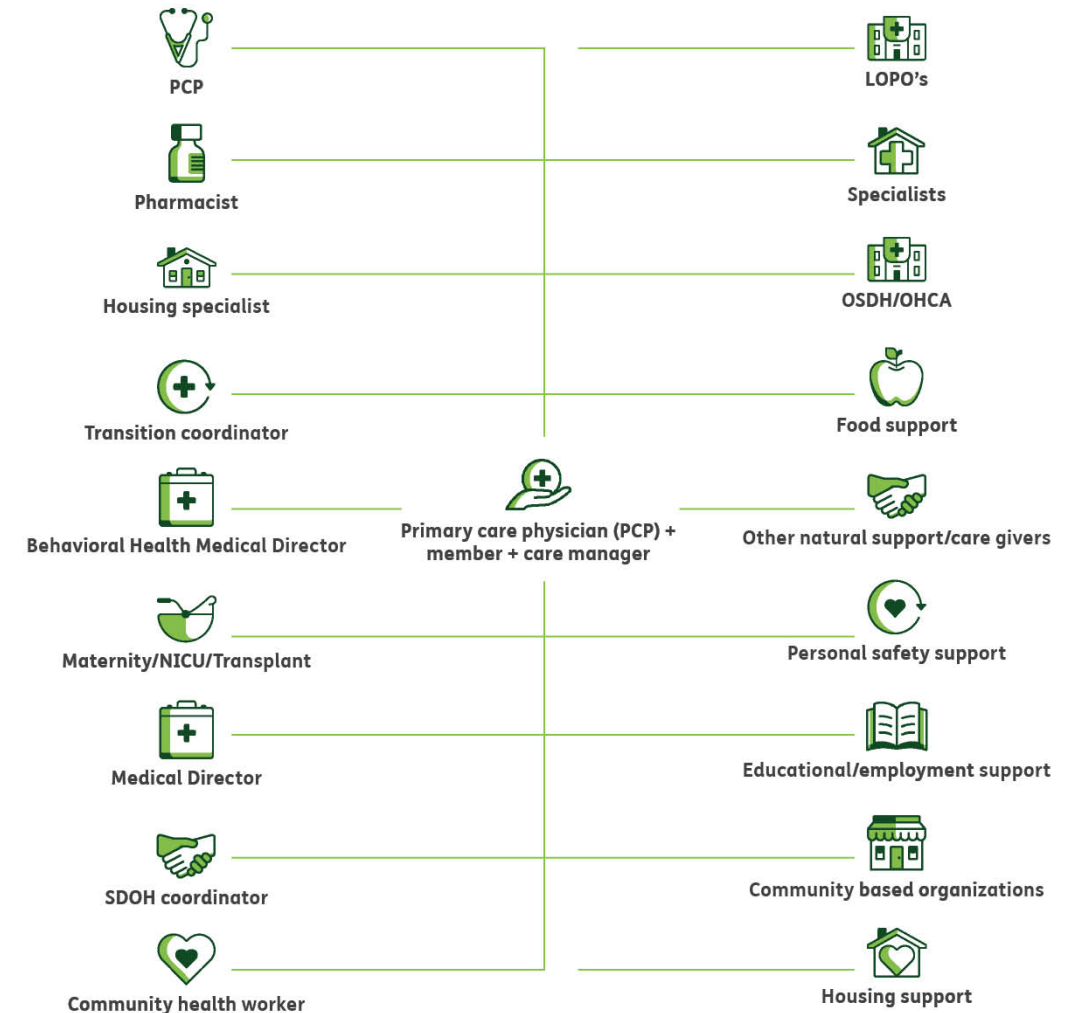 PCP
LOPO's
Pharmacist
Specialists
Housing specialist
OSDH/OHCA
Transition coordinator
Food support
Behavioral Health Medical Director
Primary care physician (PCP) +
member + care manager
Other natural support/care givers
Maternity/NICU/Transplant
Personal safety support
Medical Director
Educational/employment support
SDOH coordinator
Community based organizations
Community health worker
Housing support